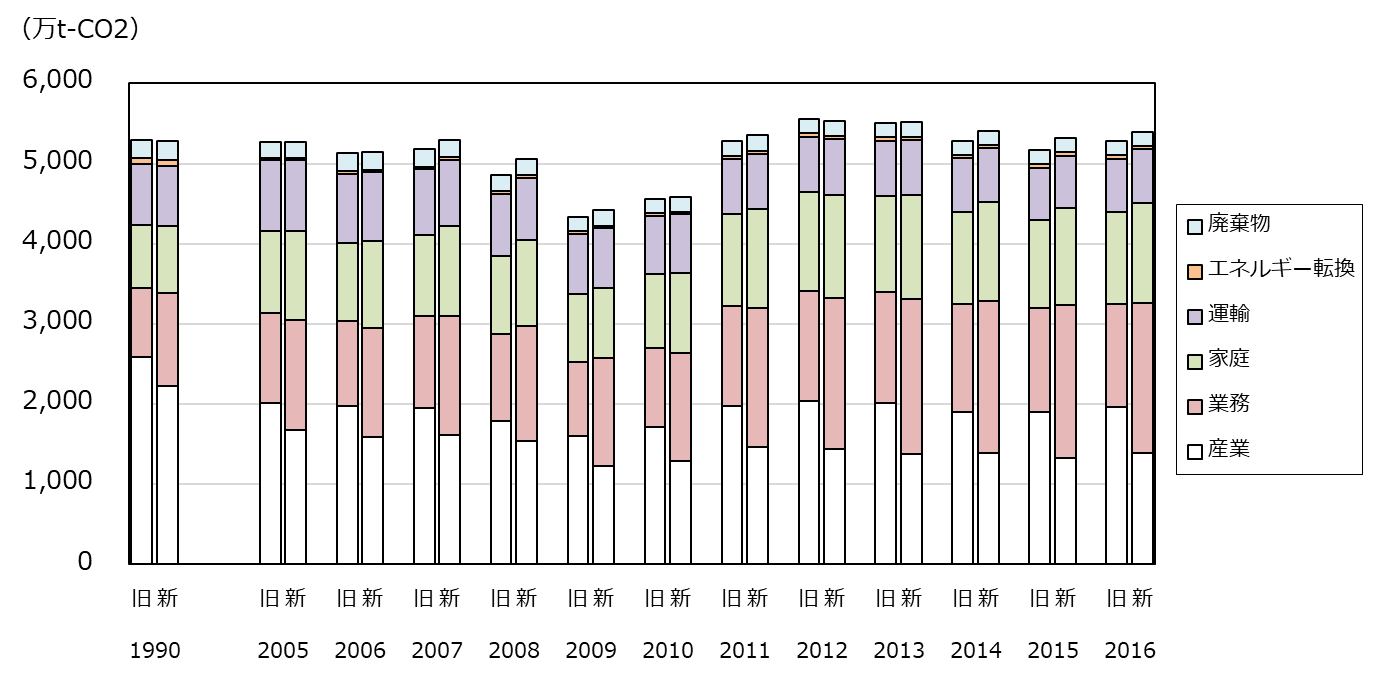 (万t-CO2)
6,000
5,000
4,000
3,000
2,000
1,000
0
旧 新 旧 新 旧 新 旧 新 旧 新 旧 新 旧 新 旧 新 旧 新 旧 新 旧 新 旧 新 旧 新
1990 2005 2006 2007 2008 2009 2010 2011 2012 2013 2014 2015 2016
廃棄物
エネルギー転換
運輸
家庭
業務
産業